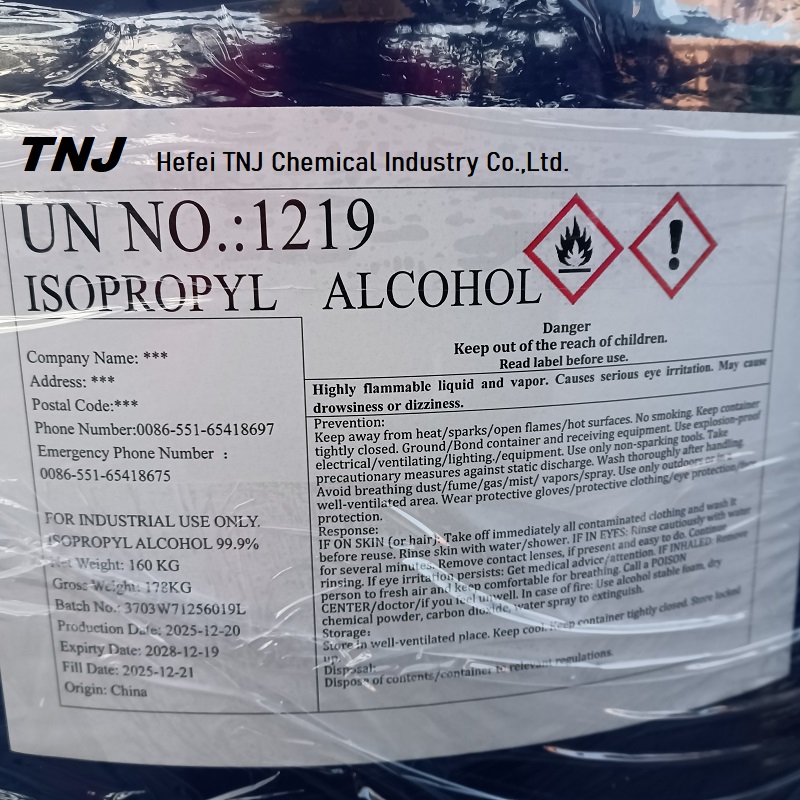 TNJ Hefei TNJ Chemical Industry Co.,Ltd.
UN NO.:1219
ISOPROPYL ALCOHOL
Company Name: ***
Address: ***
Postal Code:***
Phone Number:0086-551-65418697
Emergency Phone Number :
0086-551-65418675
FOR INDUSTRIAL USE ONLY.
ISOPROPYL ALCOHOL 99.9%
Net Weight: 160 KG
Gross Weight: 178KG
Batch No.: 3703W71256019L
Production Date: 2025-12-20
Expirty Date: 2028-12-19
Fill Date: 2025-12-21
Origin: China
Danger
Keep out of the reach of children.
Read label before use.
Highly flammable liquid and vapor. Causes serious eye irritation. May cause
drowsiness or dizziness.
Prevention:
Keep away from heat/sparks/open flames/hot surfaces. No smoking. Keep container
tightly closed. Ground/Bond container and receiving equipment. Use explosion-proof
electrical/ventilating/lighting./equipment. Use only non-sparking tools. Take
precautionary measures against static discharge. Wash thoroughly after handling.
Avoid breathing dust/fume/gas/mist/ vapors/spray. Use only outdoors or in a
well-ventilated area. Wear protective gloves/protective clothing/eye protection/face
protection.
Response:
IF ON SKIN (or hair): Take off immediately all contaminated clothing and wash it
before reuse. Rinse skin with water/shower. IF IN EYES: Rinse cautiously with water
for several minutes. Remove contact lenses, if present and easy to do. Continue
rinsing. If eye irritation persists: Get medical advice/attention. IF INHALED: Remove
person to fresh air and keep comfortable for breathing. Call a POISON
CENTER/doctor/if you feel unwell. In case of fire: Use alcohol stable foam, dry
chemical powder, carbon dioxide, water spray to extinguish.
Storage:
Store in well-ventilated place. Keep cool. Keep container tightly closed. Store locked
up.
Disposal:
Dispose of contents/container to relevant regulations.